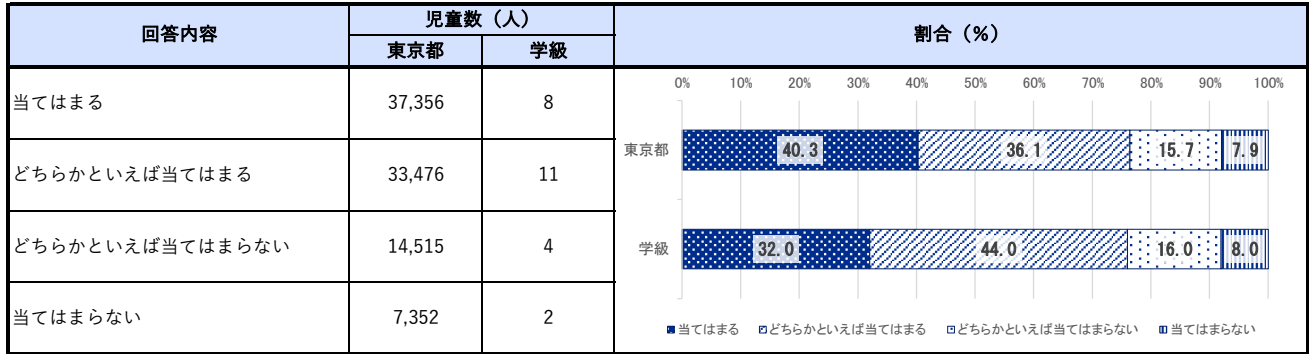 回答内容 児童数（人） 割合（%）
東京都 学級
当てはまる 37,356 8
どちらかといえば当てはまる 33,476 11
どちらかといえば当てはまらない 14,515 4
当てはまらない 7,352 2
0% 10% 20% 30% 40% 50% 60% 70% 80% 90% 100%
東京都 40.3 36.1 15.7 7.9
学級 32.0 44.0 16.0 8.0
当てはまる どちらかといえば当てはまる どちらかといえば当てはまらない 当てはまらない